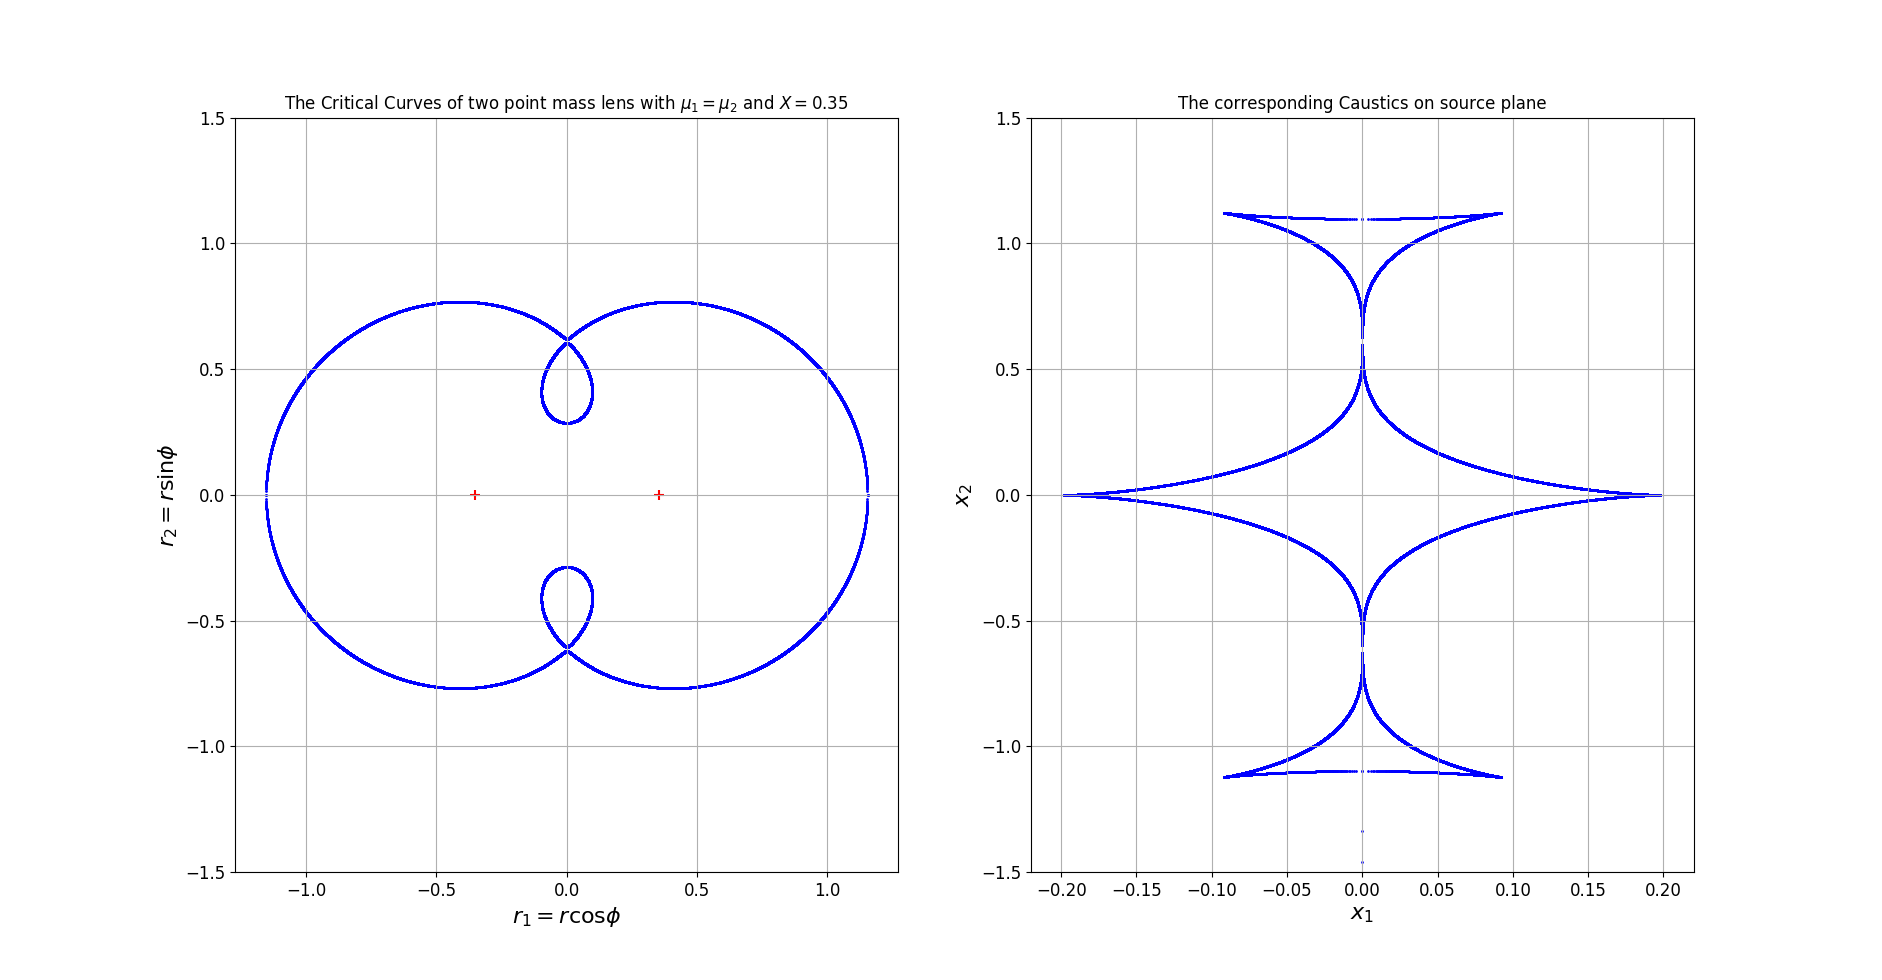 The Critical Curves of two point mass lens with μ₁ = μ₂ and X = 0.35
1.5
1.0
0.5
0.0
−0.5
−1.0
−1.5
r₂ = r sinϕ
−1.0 −0.5 0.0 0.5 1.0
r₁ = r cosϕ
The corresponding Caustics on source plane
1.5
1.0
0.5
0.0
−0.5
−1.0
−1.5
x₂
−0.20 −0.15 −0.10 −0.05 0.00 0.05 0.10 0.15 0.20
x₁